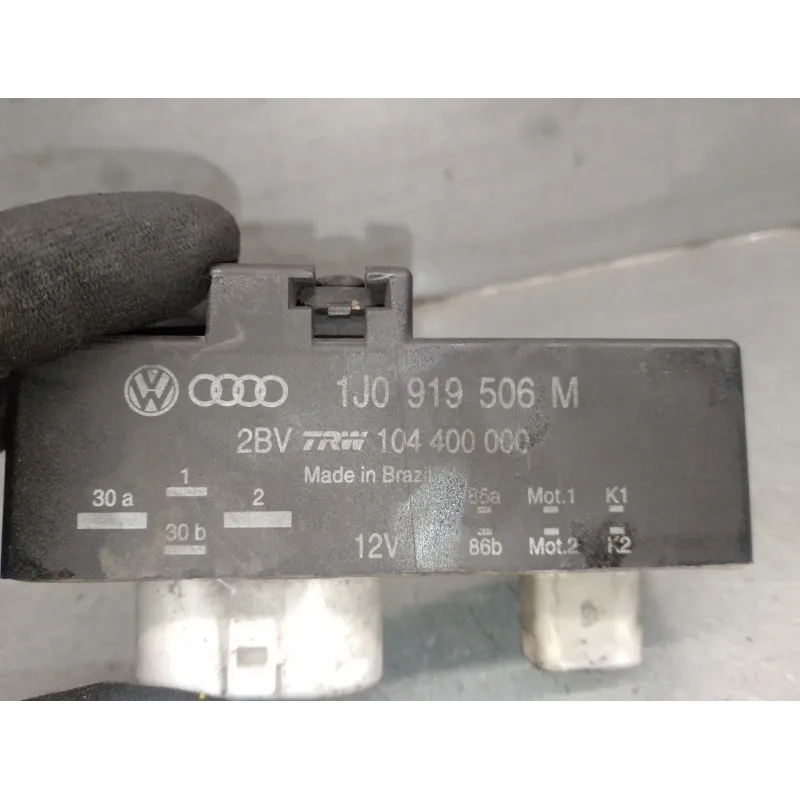 VW 1J0 919 506 M
2BV TRW 104 400 000
Made in Brazil
30 a 1 2 86a Mot.1 K1
30 b 12V 86b Mot.2 K2